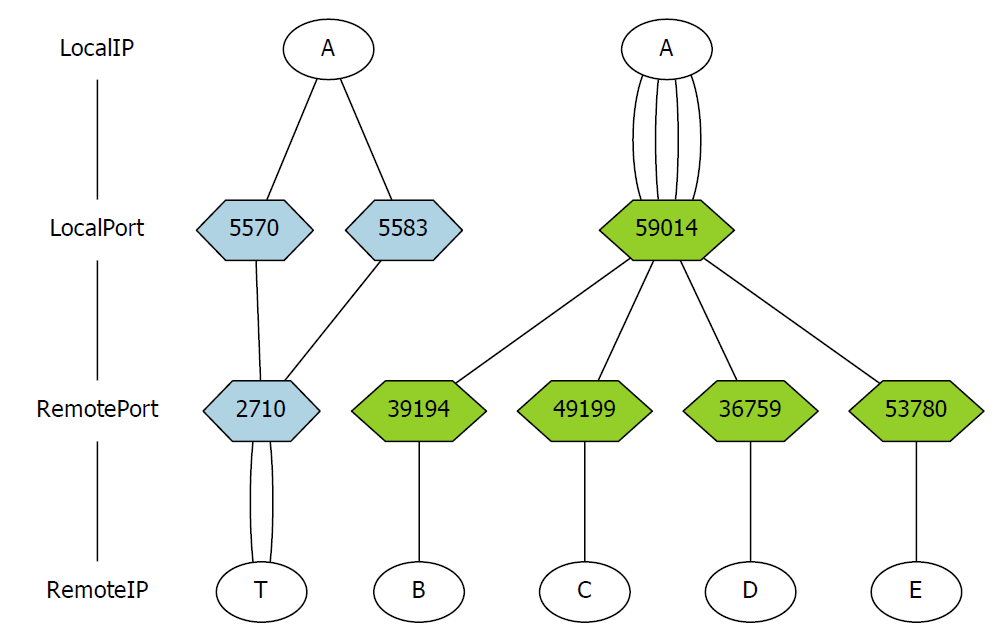 LocalIP A A
LocalPort 5570 5583 59014
RemotePort 2710 39194 49199 36759 53780
RemoteIP T B C D E